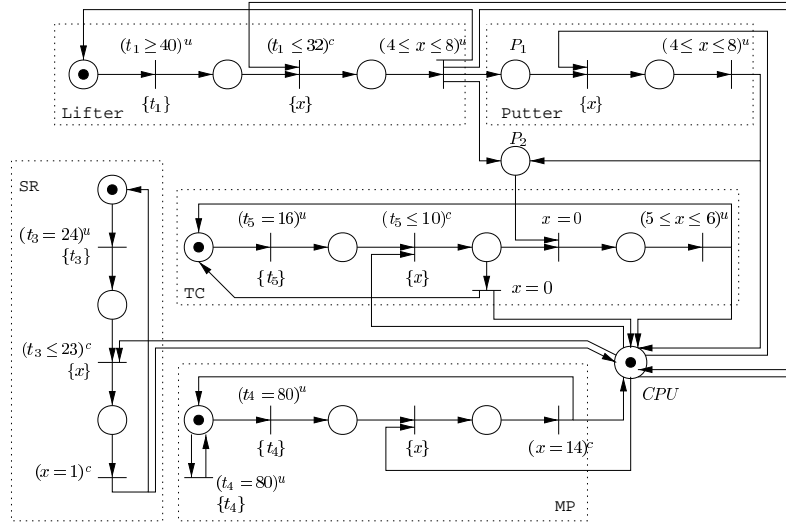 (t₁ ≥ 40)ᵘ
(t₁ ≤ 32)ᶜ
(4 ≤ x ≤ 8)ᵘ
P₁
(4 ≤ x ≤ 8)ᵘ
{t₁}
{x}
{x}
Lifter
Putter
P₂
SR
(t₃ = 24)ᵘ
{t₃}
(t₃ ≤ 23)ᶜ
{x}
(x = 1)ᶜ
(t₅ = 16)ᵘ
(t₅ ≤ 10)ᶜ
x = 0
(5 ≤ x ≤ 6)ᵘ
{t₅}
{x}
TC
x = 0
CPU
(t₄ = 80)ᵘ
{t₄}
{x}
(x = 14)ᶜ
(t₄ = 80)ᵘ
{t₄}
MP